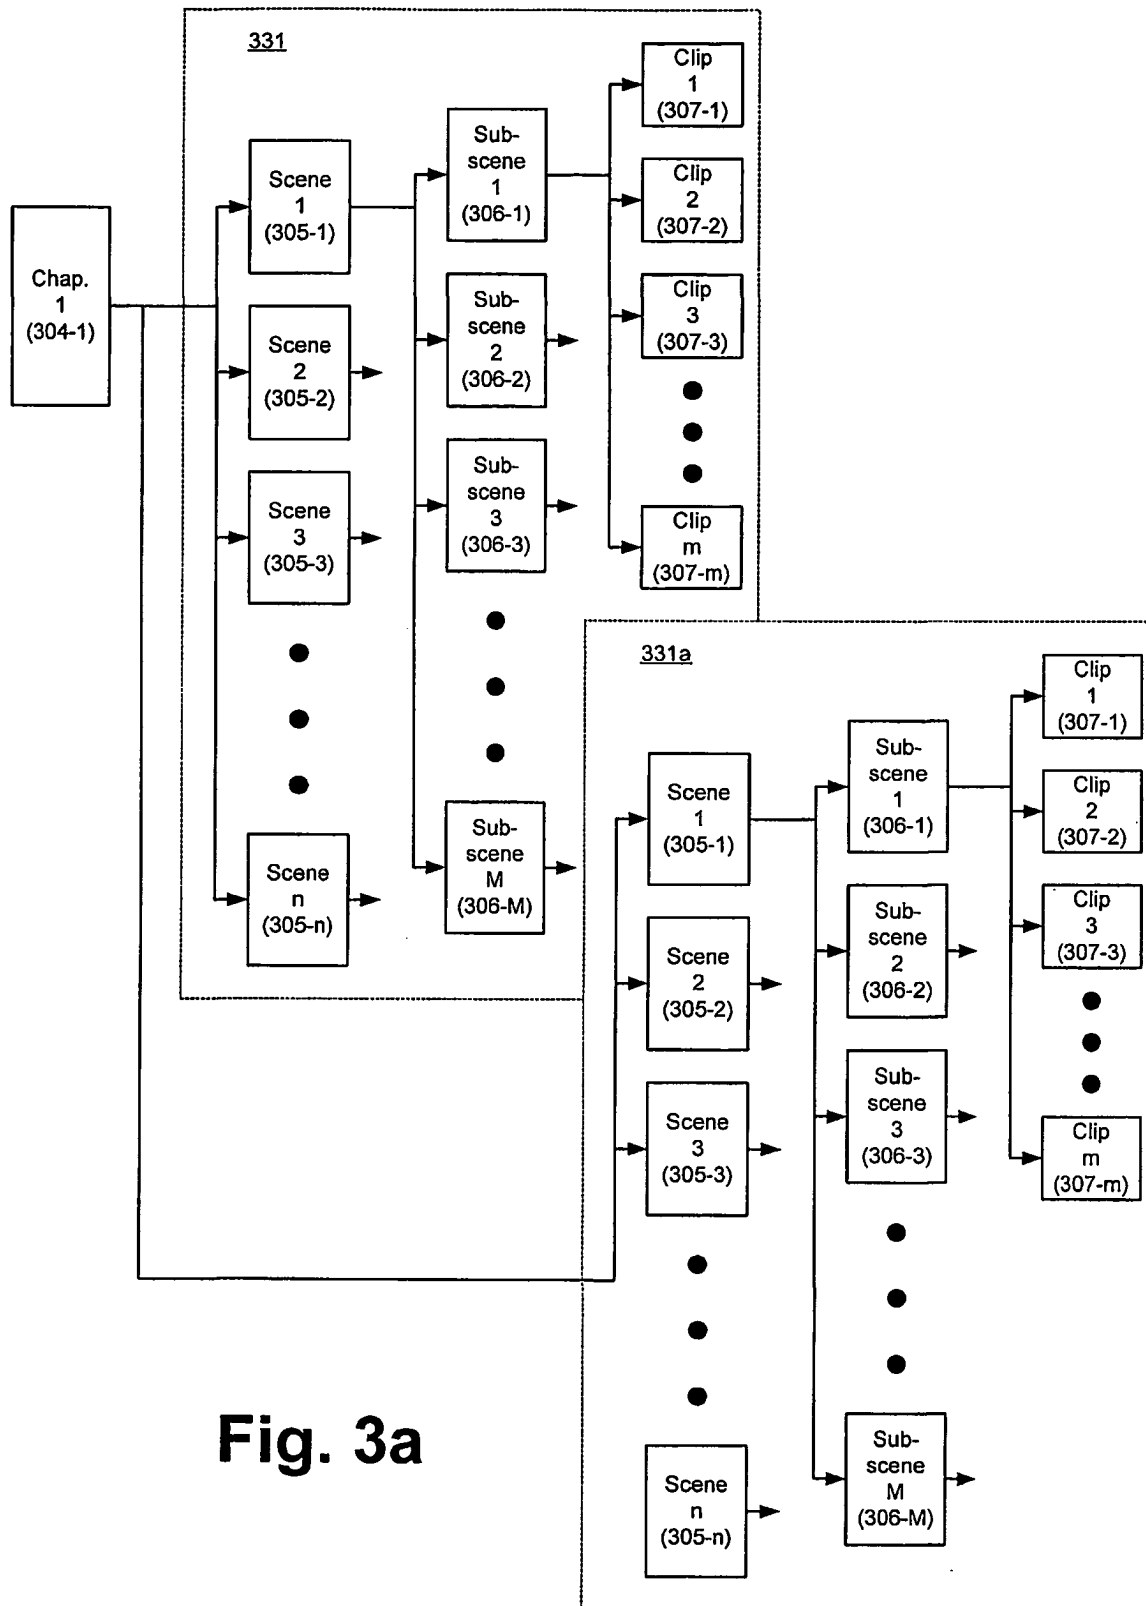 331
Chap.
1
(304-1)
Scene
1
(305-1)
Scene
2
(305-2)
Scene
3
(305-3)
Scene
n
(305-n)
Sub-
scene
1
(306-1)
Sub-
scene
2
(306-2)
Sub-
scene
3
(306-3)
Sub-
scene
M
(306-M)
Clip
1
(307-1)
Clip
2
(307-2)
Clip
3
(307-3)
Clip
m
(307-m)
331a
Scene
1
(305-1)
Scene
2
(305-2)
Scene
3
(305-3)
Scene
n
(305-n)
Sub-
scene
1
(306-1)
Sub-
scene
2
(306-2)
Sub-
scene
3
(306-3)
Sub-
scene
M
(306-M)
Clip
1
(307-1)
Clip
2
(307-2)
Clip
3
(307-3)
Clip
m
(307-m)
Fig. 3a